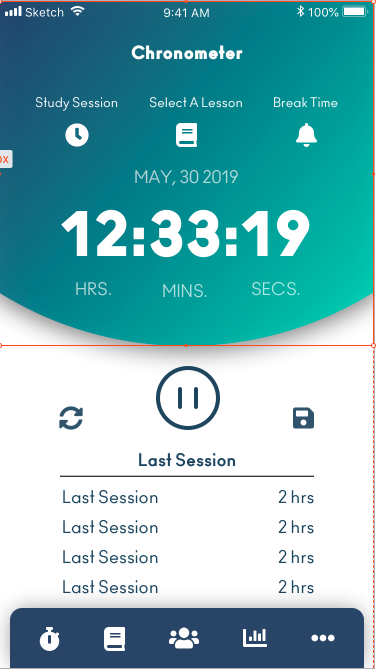 Sketch 9:41 AM 100%
Chronometer
Study Session Select A Lesson Break Time
MAY, 30 2019
12:33:19
HRS. MINS. SECS.
Last Session
Last Session 2 hrs
Last Session 2 hrs
Last Session 2 hrs
Last Session 2 hrs